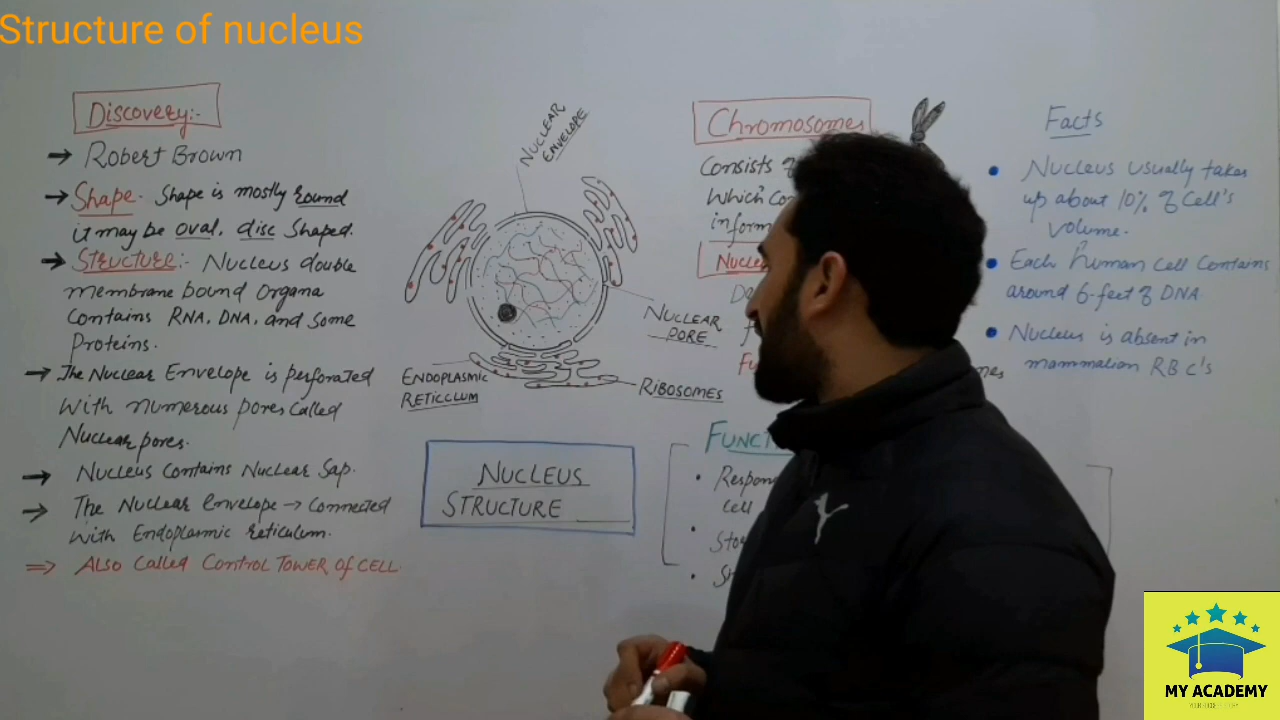 Structure of nucleus
Discovery:-
→ Robert Brown
→ Shape. Shape is mostly round
it may be oval, disc Shaped.
→ Structure:- Nucleus double
membrane bound Organa
Contains RNA, DNA, and Some
Proteins.
→ The Nuclear Envelope is perforated
With numerous pores Called
Nuclear pores.
→ Nucleus Contains Nuclear Sap.
→ The Nuclear Envelope → Connected
With Endoplasmic reticulum.
⇒ ALSO Called CONTROL TOWER of CELL.
NUCLEAR
ENVELOPE
NUCLEAR
PORE
ENDOPLASMIC
RETICLLUM
RIBOSOMES
NUCLEUS
STRUCTURE
Chromosomes
Consists of
Which
inform
Nucle
FUNCT
• Respon
Cell
• Sto
mes
Facts
• Nucleus usually takes
up about 10% of Cell's
Volume.
• Each human Cell Contains
around 6-feet of DNA
• Nucleus is absent in
mammalian RBC's
MY ACADEMY